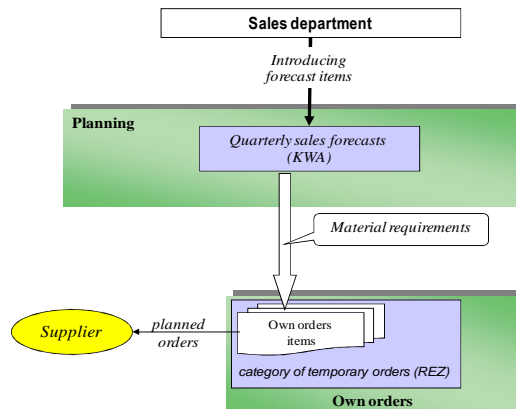 Sales department
Introducing
forecast items
Planning
Quarterly sales forecasts
(KWA)
Material requirements
Supplier
planned
orders
Own orders
items
category of temporary orders (REZ)
Own orders